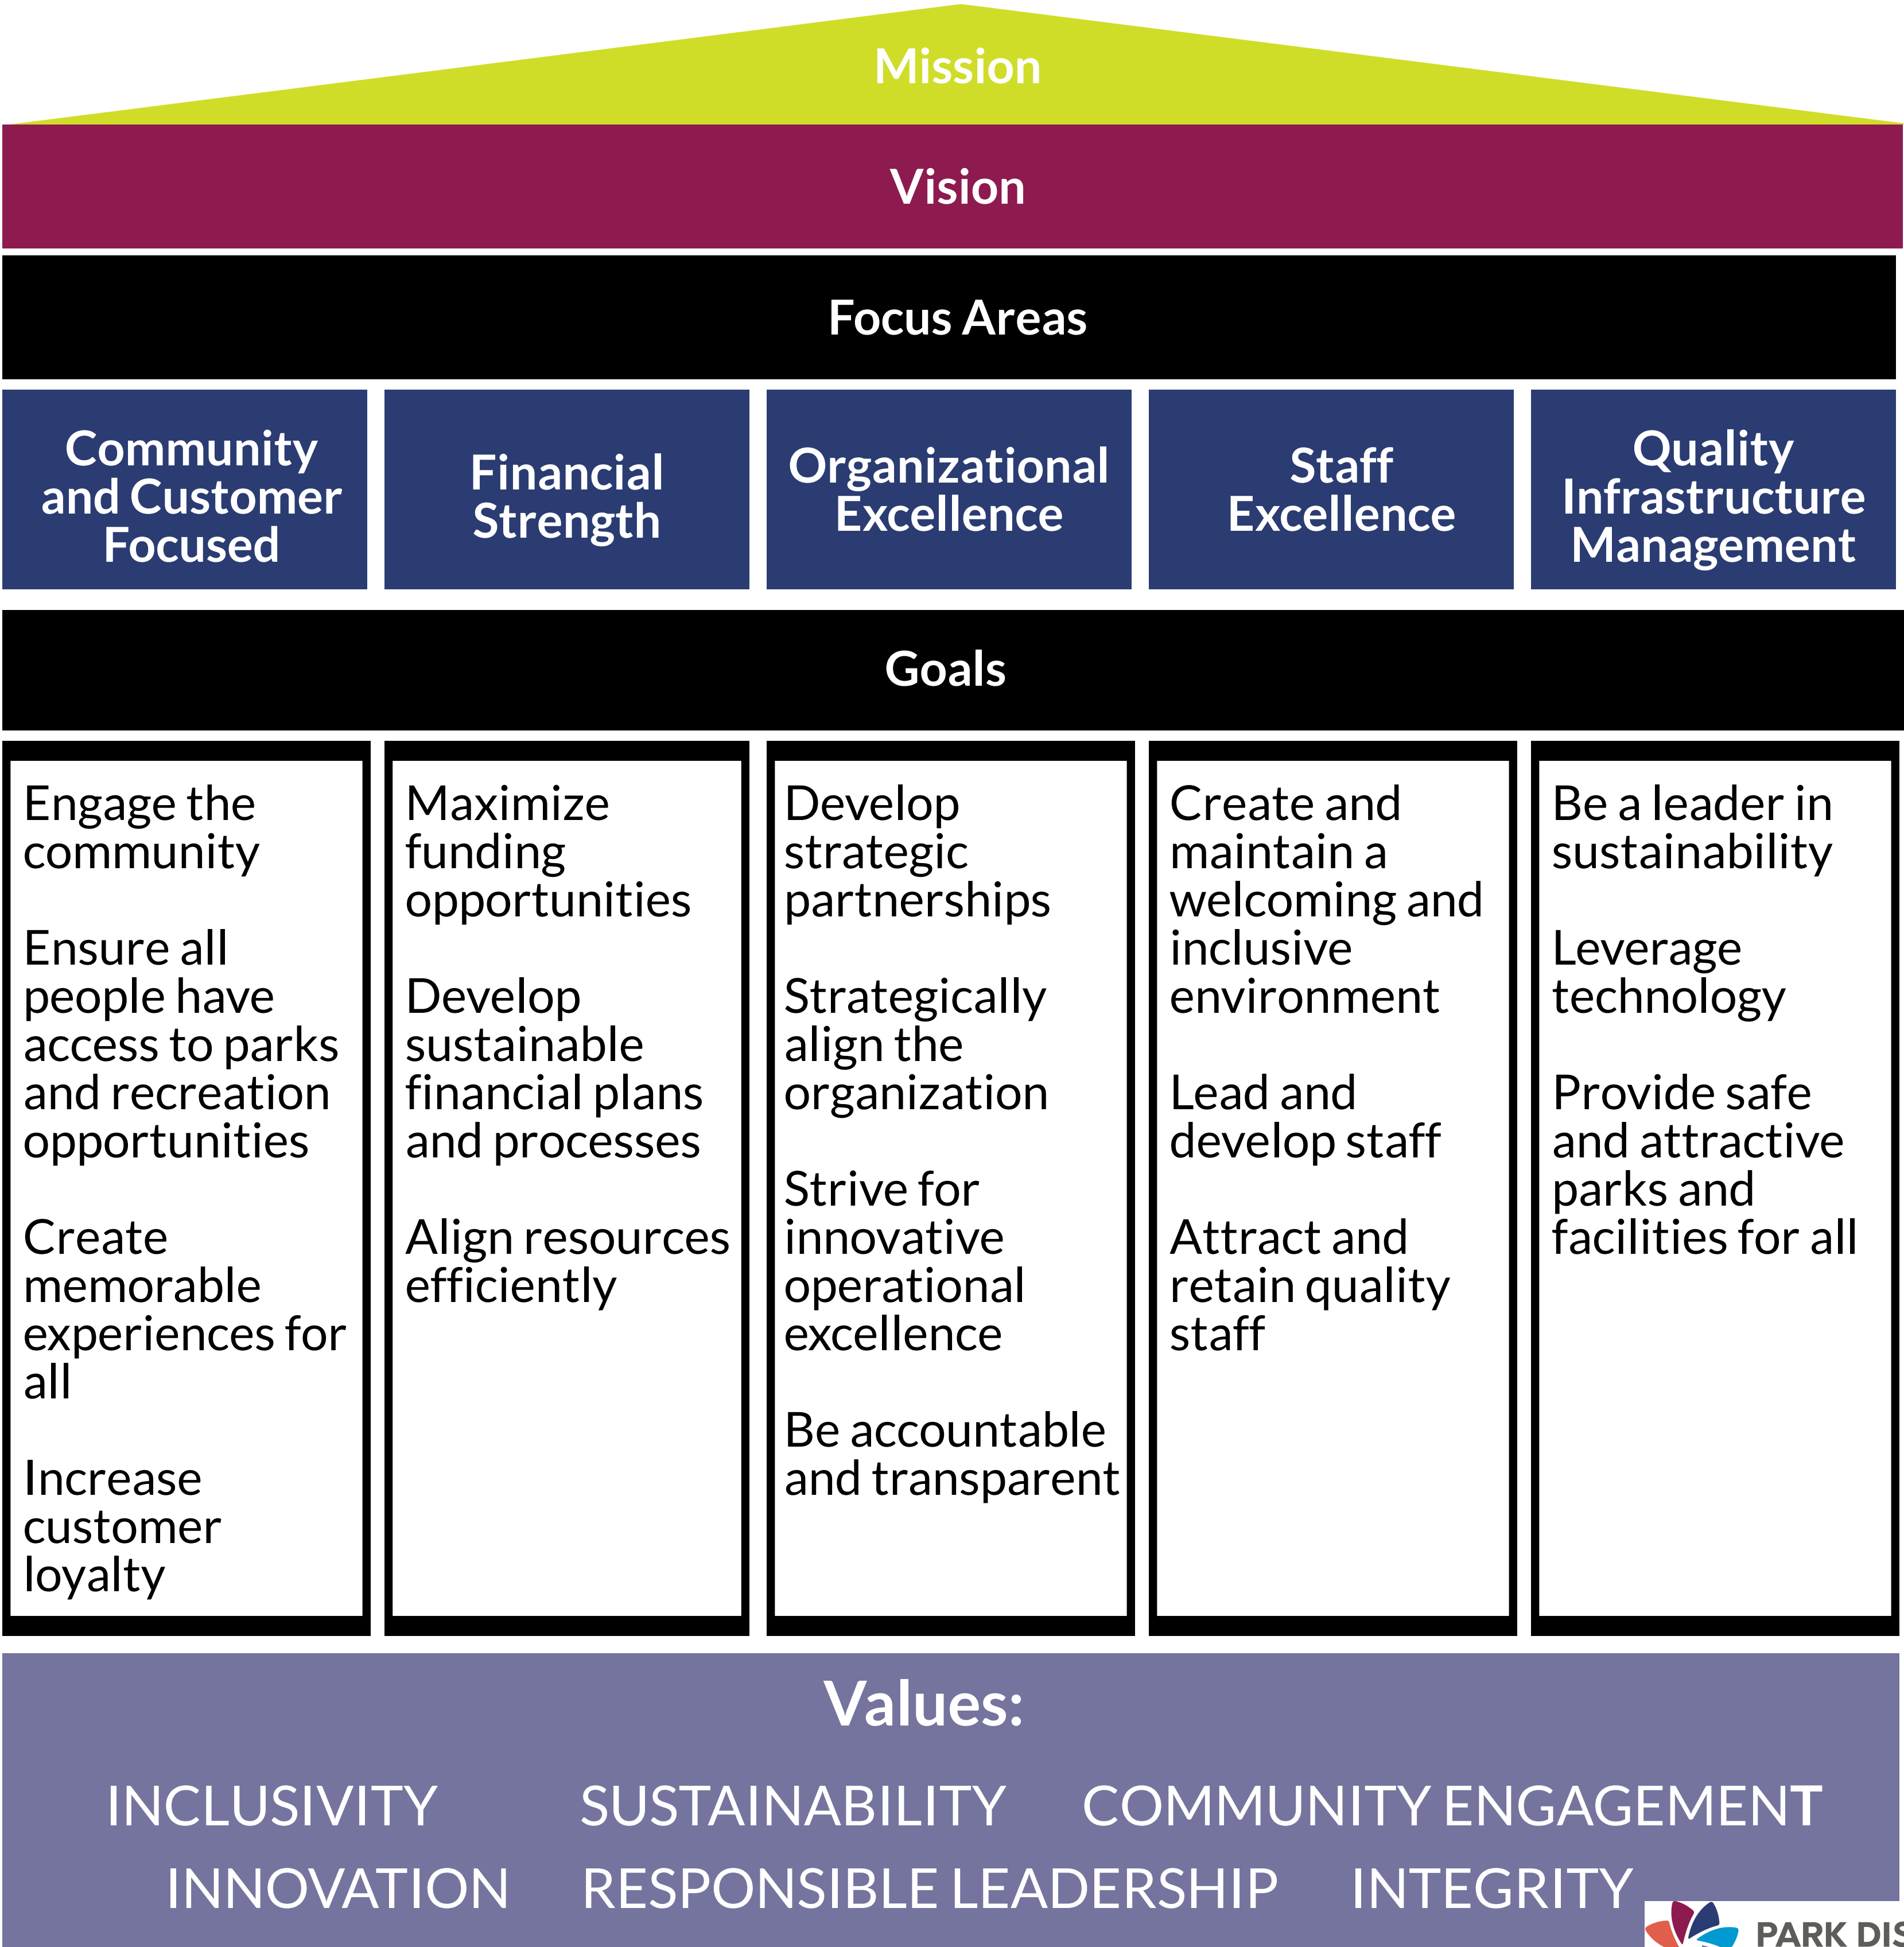 Mission
Vision
Focus Areas
Community
and Customer
Focused
Financial
Strength
Organizational
Excellence
Staff
Excellence
Quality
Infrastructure
Management
Goals
Engage the
community
Ensure all
people have
access to parks
and recreation
opportunities
Create
memorable
experiences for
all
Increase
customer
loyalty
Maximize
funding
opportunities
Develop
sustainable
financial plans
and processes
Align resources
efficiently
Develop
strategic
partnerships
Strategically
align the
organization
Strive for
innovative
operational
excellence
Be accountable
and transparent
Create and
maintain a
welcoming and
inclusive
environment
Lead and
develop staff
Attract and
retain quality
staff
Be a leader in
sustainability
Leverage
technology
Provide safe
and attractive
parks and
facilities for all
Values:
INCLUSIVITY SUSTAINABILITY COMMUNITY ENGAGEMENT
INNOVATION RESPONSIBLE LEADERSHIP INTEGRITY
PARK